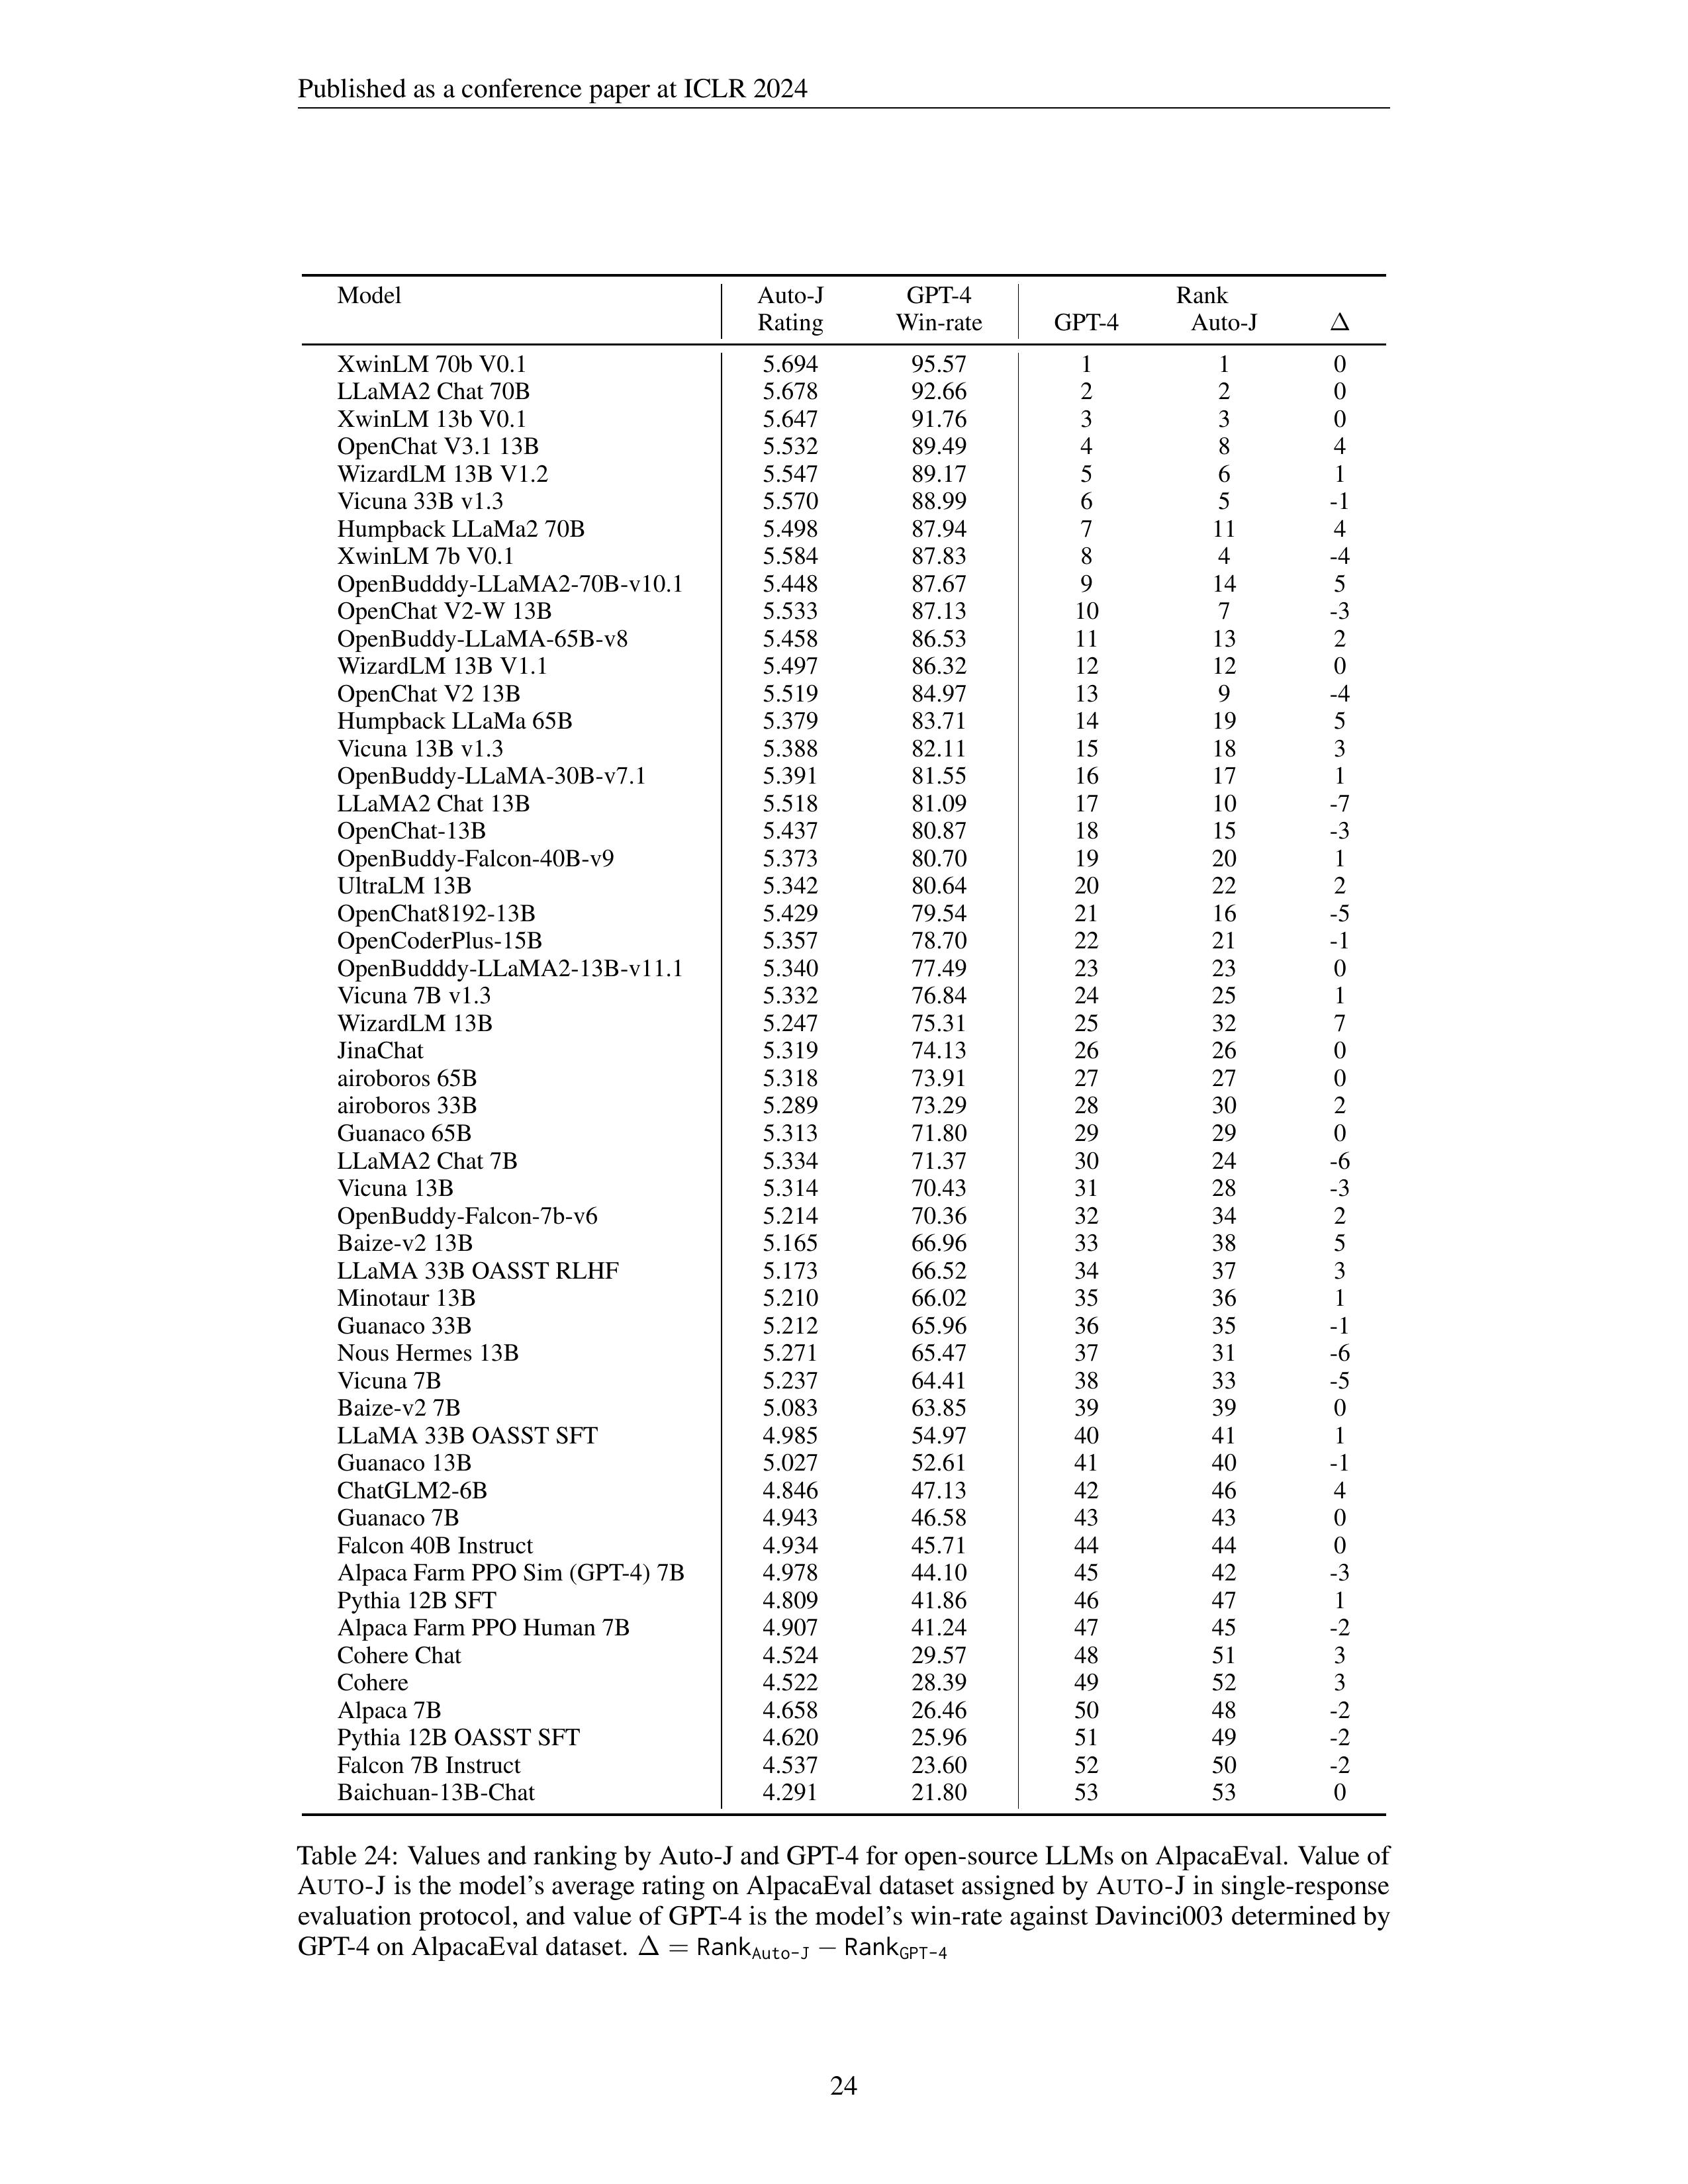 Published as a conference paper at ICLR 2024
Model Auto-J GPT-4 Rank
Rating Win-rate GPT-4 Auto-J Δ
XwinLM 70b V0.1 5.694 95.57 1 1 0
LLaMA2 Chat 70B 5.678 92.66 2 2 0
XwinLM 13b V0.1 5.647 91.76 3 3 0
OpenChat V3.1 13B 5.532 89.49 4 8 4
WizardLM 13B V1.2 5.547 89.17 5 6 1
Vicuna 33B v1.3 5.570 88.99 6 5 -1
Humpback LLaMa2 70B 5.498 87.94 7 11 4
XwinLM 7b V0.1 5.584 87.83 8 4 -4
OpenBudddy-LLaMA2-70B-v10.1 5.448 87.67 9 14 5
OpenChat V2-W 13B 5.533 87.13 10 7 -3
OpenBuddy-LLaMA-65B-v8 5.458 86.53 11 13 2
WizardLM 13B V1.1 5.497 86.32 12 12 0
OpenChat V2 13B 5.519 84.97 13 9 -4
Humpback LLaMa 65B 5.379 83.71 14 19 5
Vicuna 13B v1.3 5.388 82.11 15 18 3
OpenBuddy-LLaMA-30B-v7.1 5.391 81.55 16 17 1
LLaMA2 Chat 13B 5.518 81.09 17 10 -7
OpenChat-13B 5.437 80.87 18 15 -3
OpenBuddy-Falcon-40B-v9 5.373 80.70 19 20 1
UltraLM 13B 5.342 80.64 20 22 2
OpenChat8192-13B 5.429 79.54 21 16 -5
OpenCoderPlus-15B 5.357 78.70 22 21 -1
OpenBudddy-LLaMA2-13B-v11.1 5.340 77.49 23 23 0
Vicuna 7B v1.3 5.332 76.84 24 25 1
WizardLM 13B 5.247 75.31 25 32 7
JinaChat 5.319 74.13 26 26 0
airoboros 65B 5.318 73.91 27 27 0
airoboros 33B 5.289 73.29 28 30 2
Guanaco 65B 5.313 71.80 29 29 0
LLaMA2 Chat 7B 5.334 71.37 30 24 -6
Vicuna 13B 5.314 70.43 31 28 -3
OpenBuddy-Falcon-7b-v6 5.214 70.36 32 34 2
Baize-v2 13B 5.165 66.96 33 38 5
LLaMA 33B OASST RLHF 5.173 66.52 34 37 3
Minotaur 13B 5.210 66.02 35 36 1
Guanaco 33B 5.212 65.96 36 35 -1
Nous Hermes 13B 5.271 65.47 37 31 -6
Vicuna 7B 5.237 64.41 38 33 -5
Baize-v2 7B 5.083 63.85 39 39 0
LLaMA 33B OASST SFT 4.985 54.97 40 41 1
Guanaco 13B 5.027 52.61 41 40 -1
ChatGLM2-6B 4.846 47.13 42 46 4
Guanaco 7B 4.943 46.58 43 43 0
Falcon 40B Instruct 4.934 45.71 44 44 0
Alpaca Farm PPO Sim (GPT-4) 7B 4.978 44.10 45 42 -3
Pythia 12B SFT 4.809 41.86 46 47 1
Alpaca Farm PPO Human 7B 4.907 41.24 47 45 -2
Cohere Chat 4.524 29.57 48 51 3
Cohere 4.522 28.39 49 52 3
Alpaca 7B 4.658 26.46 50 48 -2
Pythia 12B OASST SFT 4.620 25.96 51 49 -2
Falcon 7B Instruct 4.537 23.60 52 50 -2
Baichuan-13B-Chat 4.291 21.80 53 53 0
Table 24: Values and ranking by Auto-J and GPT-4 for open-source LLMs on AlpacaEval. Value of
AUTO-J is the model's average rating on AlpacaEval dataset assigned by AUTO-J in single-response
evaluation protocol, and value of GPT-4 is the model's win-rate against Davinci003 determined by
GPT-4 on AlpacaEval dataset. Δ = Rank_Auto-J − Rank_GPT-4
24